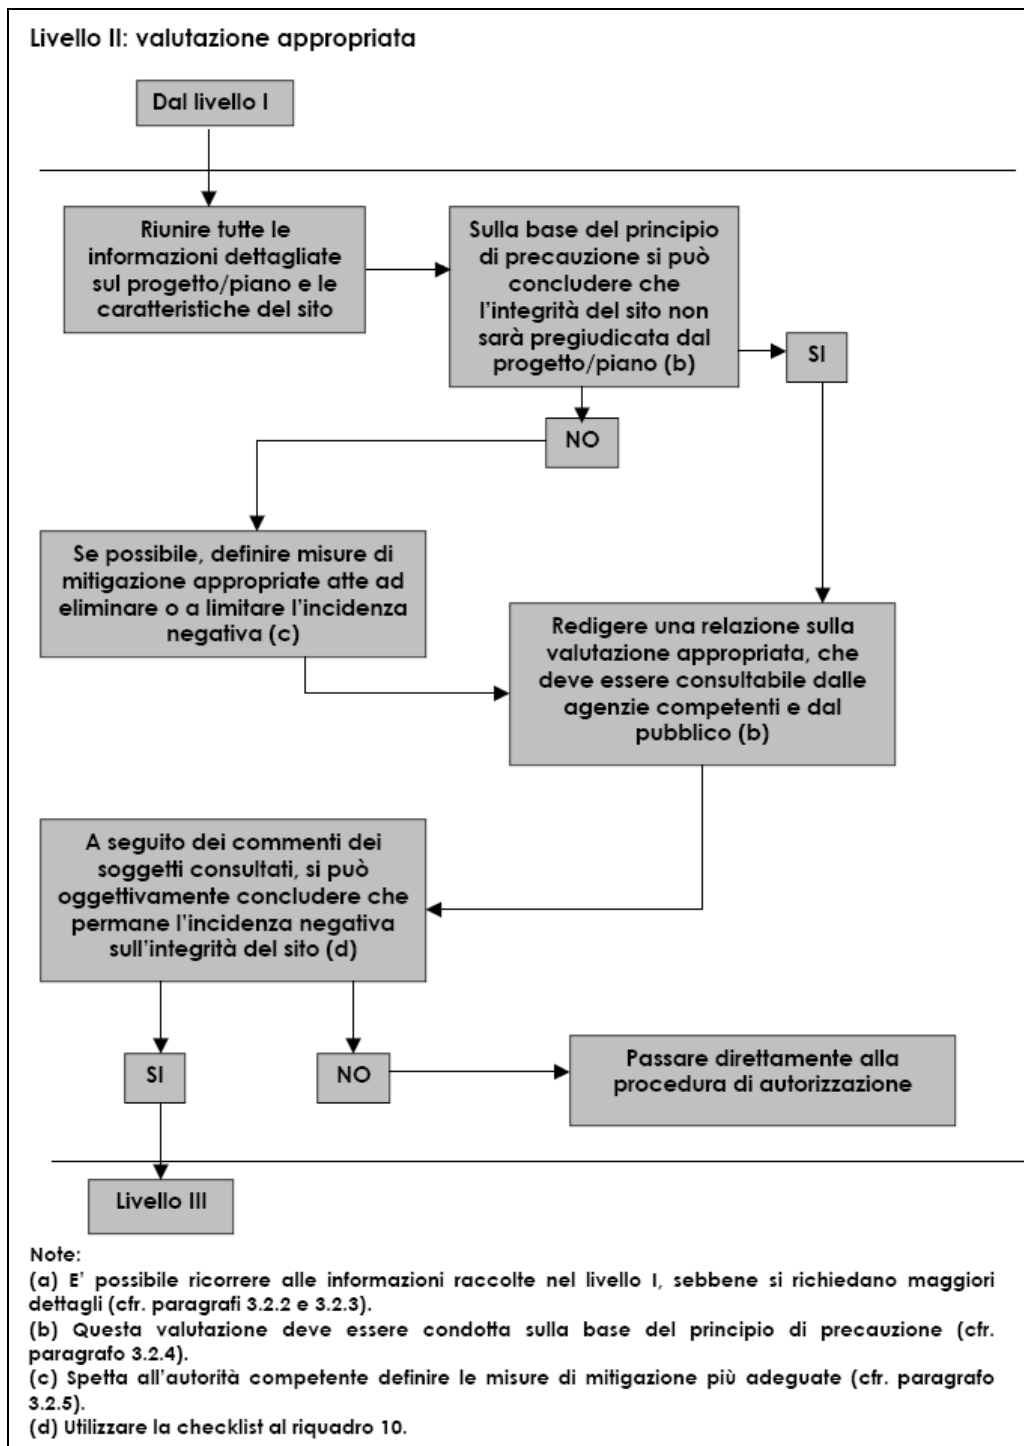 Livello II: valutazione appropriata
Dal livello I
Riunire tutte le
informazioni dettagliate
sul progetto/piano e le
caratteristiche del sito
Sulla base del principio
di precauzione si può
concludere che
l'integrità del sito non
sarà pregiudicata dal
progetto/piano (b)
SI
NO
Se possibile, definire misure di
mitigazione appropriate atte ad
eliminare o a limitare l'incidenza
negativa (c)
Redigere una relazione sulla
valutazione appropriata, che
deve essere consultabile dalle
agenzie competenti e dal
pubblico (b)
A seguito dei commenti dei
soggetti consultati, si può
oggettivamente concludere che
permane l'incidenza negativa
sull'integrità del sito (d)
SI
NO
Passare direttamente alla
procedura di autorizzazione
Livello III
Note:
(a) E' possibile ricorrere alle informazioni raccolte nel livello I, sebbene si richiedano maggiori
dettagli (cfr. paragrafi 3.2.2 e 3.2.3).
(b) Questa valutazione deve essere condotta sulla base del principio di precauzione (cfr.
paragrafo 3.2.4).
(c) Spetta all'autorità competente definire le misure di mitigazione più adeguate (cfr. paragrafo
3.2.5).
(d) Utilizzare la checklist al riquadro 10.